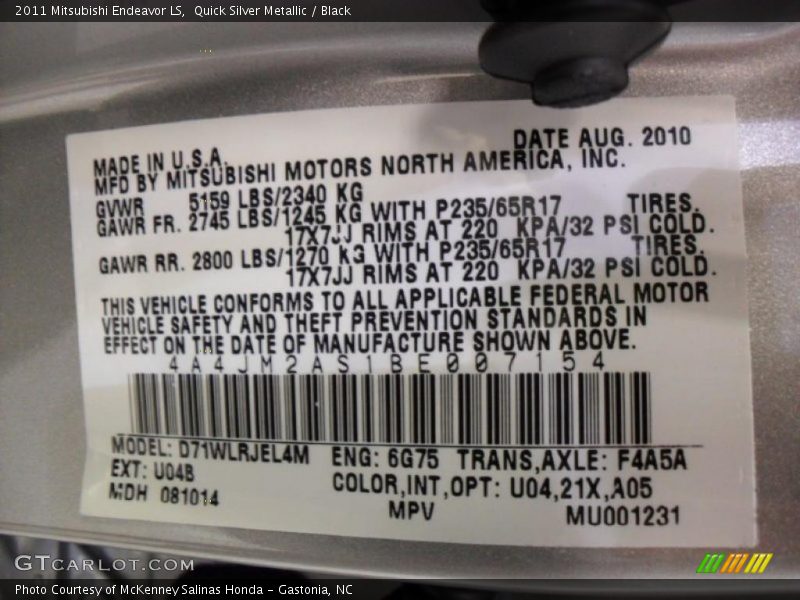 2011 Mitsubishi Endeavor LS, Quick Silver Metallic / Black
DATE AUG. 2010
MADE IN U.S.A.
MFD BY MITSUBISHI MOTORS NORTH AMERICA, INC.
GVWR 5159 LBS/2340 KG
GAWR FR. 2745 LBS/1245 KG WITH P235/65R17 TIRES.
17X7JJ RIMS AT 220 KPA/32 PSI COLD.
GAWR RR. 2800 LBS/1270 KG WITH P235/65R17 TIRES.
17X7JJ RIMS AT 220 KPA/32 PSI COLD.
THIS VEHICLE CONFORMS TO ALL APPLICABLE FEDERAL MOTOR
VEHICLE SAFETY AND THEFT PREVENTION STANDARDS IN
EFFECT ON THE DATE OF MANUFACTURE SHOWN ABOVE.
4A4JM2AS1BE007154
MODEL: D71WLRJEL4M ENG: 6G75 TRANS,AXLE: F4A5A
EXT: U04B COLOR,INT,OPT: U04,21X,A05
MDH 081014 MPV MU001231
GTCARLOT.COM
Photo Courtesy of McKenney Salinas Honda - Gastonia, NC